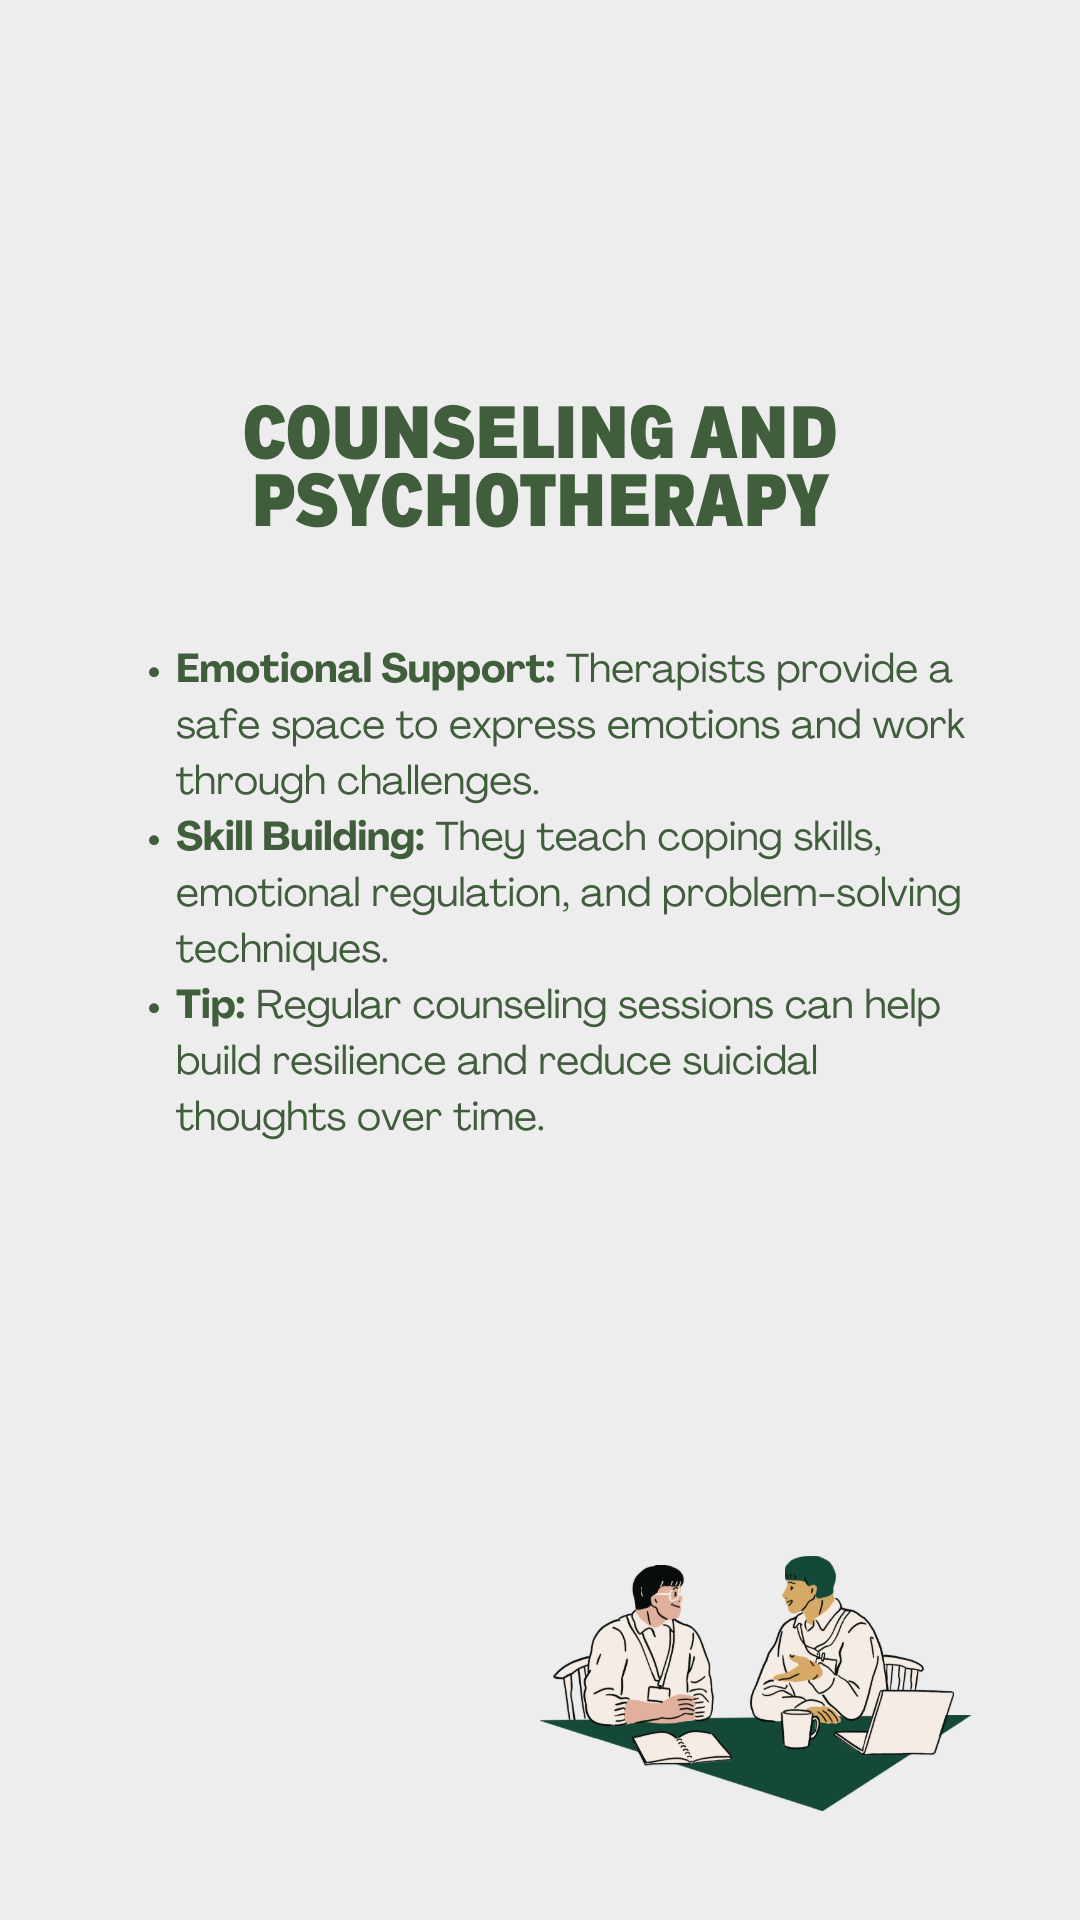 COUNSELING AND
PSYCHOTHERAPY
• Emotional Support: Therapists provide a
safe space to express emotions and work
through challenges.
• Skill Building: They teach coping skills,
emotional regulation, and problem-solving
techniques.
• Tip: Regular counseling sessions can help
build resilience and reduce suicidal
thoughts over time.